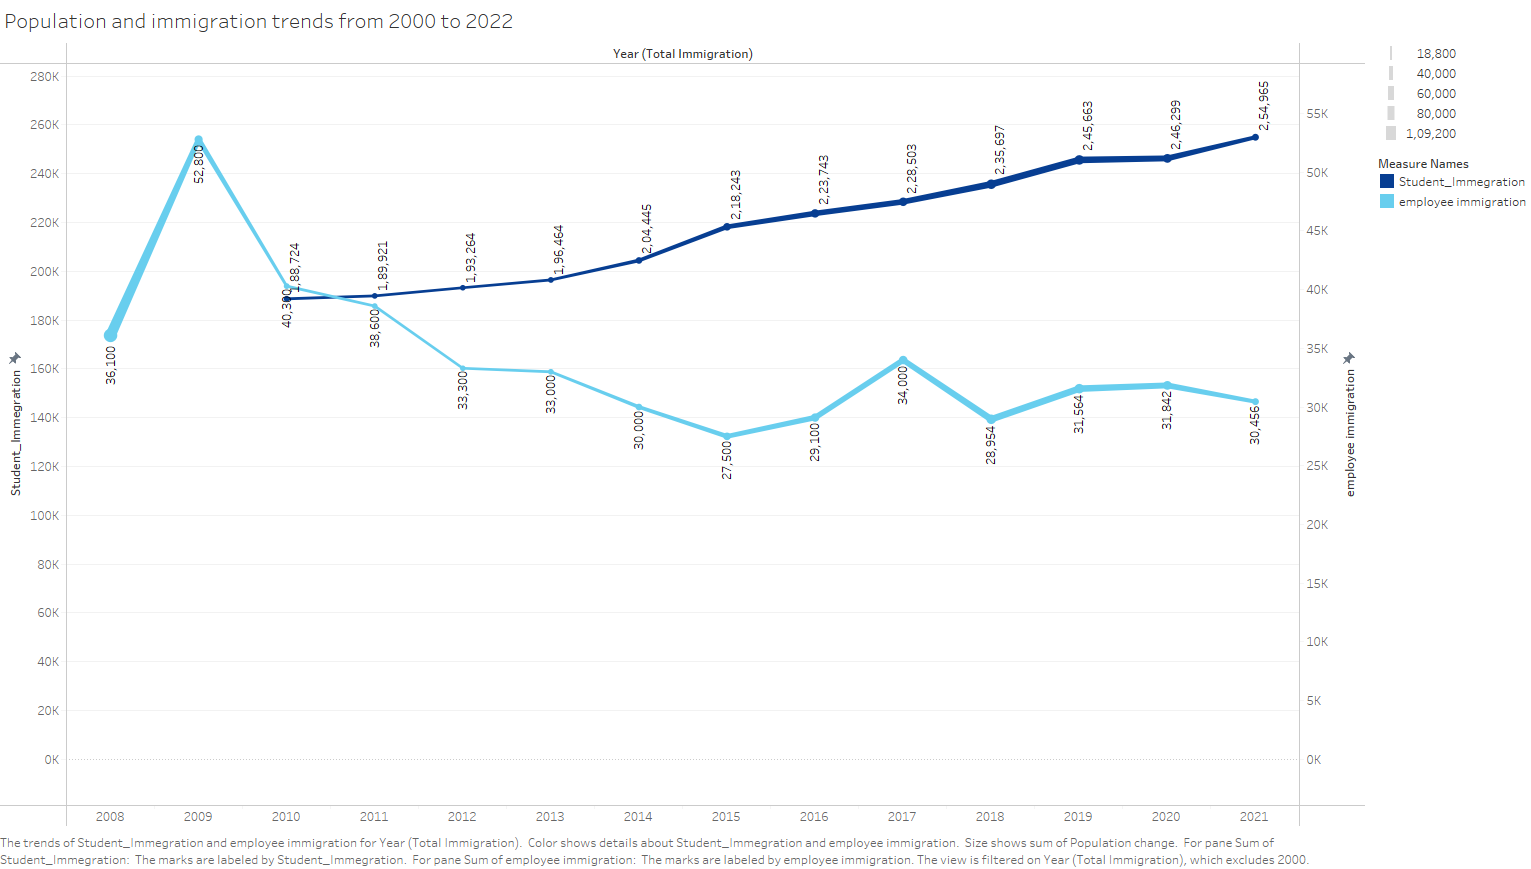 Population and immigration trends from 2000 to 2022
Year (Total Immigration)
280K
260K
240K
220K
200K
180K
160K
140K
120K
100K
80K
60K
40K
20K
0K
Student_Immegration
36,100
52,800
40,300
38,600
33,300
33,000
30,000
27,500
29,100
34,000
28,954
31,564
31,842
30,456
1,88,724
1,89,921
1,93,264
1,96,464
2,04,445
2,18,243
2,23,743
2,28,503
2,35,697
2,45,663
2,46,299
2,54,965
55K
50K
45K
40K
35K
30K
25K
20K
15K
10K
5K
0K
employee immigration
2008
2009
2010
2011
2012
2013
2014
2015
2016
2017
2018
2019
2020
2021
18,800
40,000
60,000
80,000
1,09,200
Measure Names
Student_Immegration
employee immigration
The trends of Student_Immegration and employee immigration for Year (Total Immigration). Color shows details about Student_Immegration and employee immigration. Size shows sum of Population change. For pane Sum of
Student_Immegration: The marks are labeled by Student_Immegration. For pane Sum of employee immigration: The marks are labeled by employee immigration. The view is filtered on Year (Total Immigration), which excludes 2000.